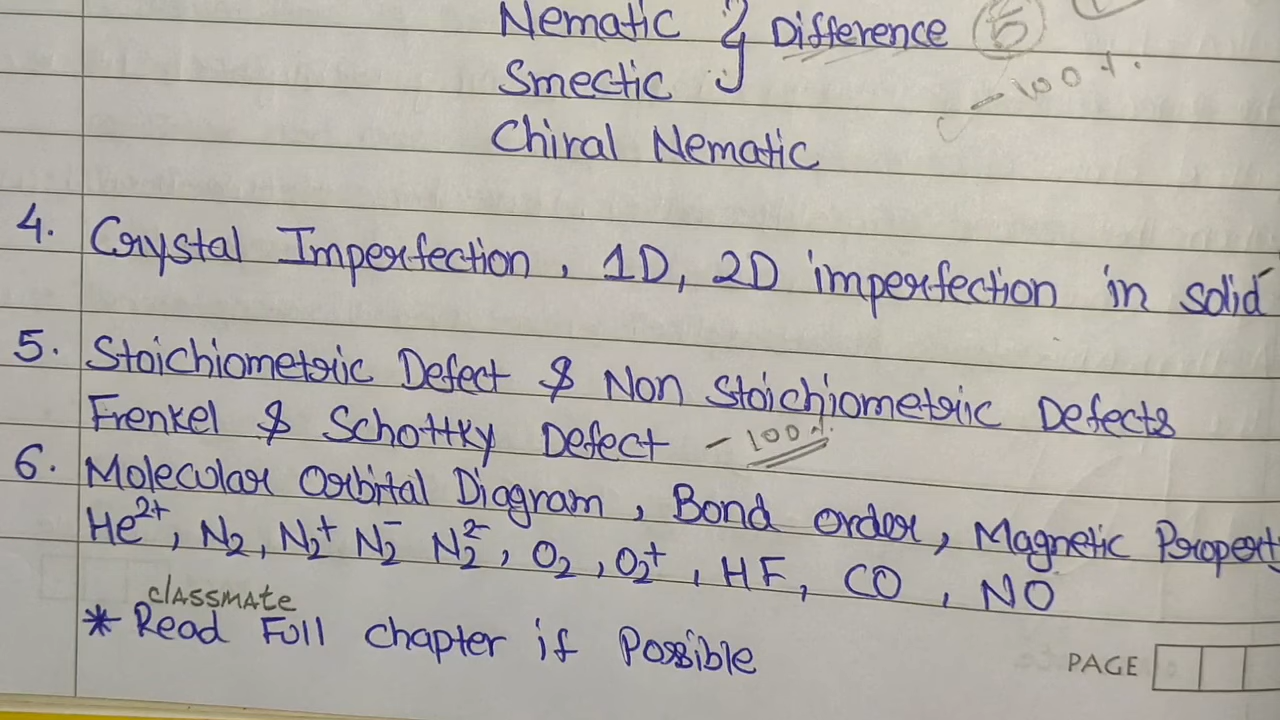 Nematic } Difference (5)
Smectic - 100 %.
Chiral Nematic
4. Crystal Imperfection, 1D, 2D imperfection in solid
5. Stoichiometric Defect & Non Stoichiometric Defects
Frenkel & Schottky Defect - 100%.
6. Molecular Orbital Diagram, Bond order, Magnetic Propert
He²⁺, N₂, N₂⁺ N₂⁻ N₂²⁻, O₂, O₂⁺, HF, CO, NO
classmate
* Read Full chapter if Possible
PAGE